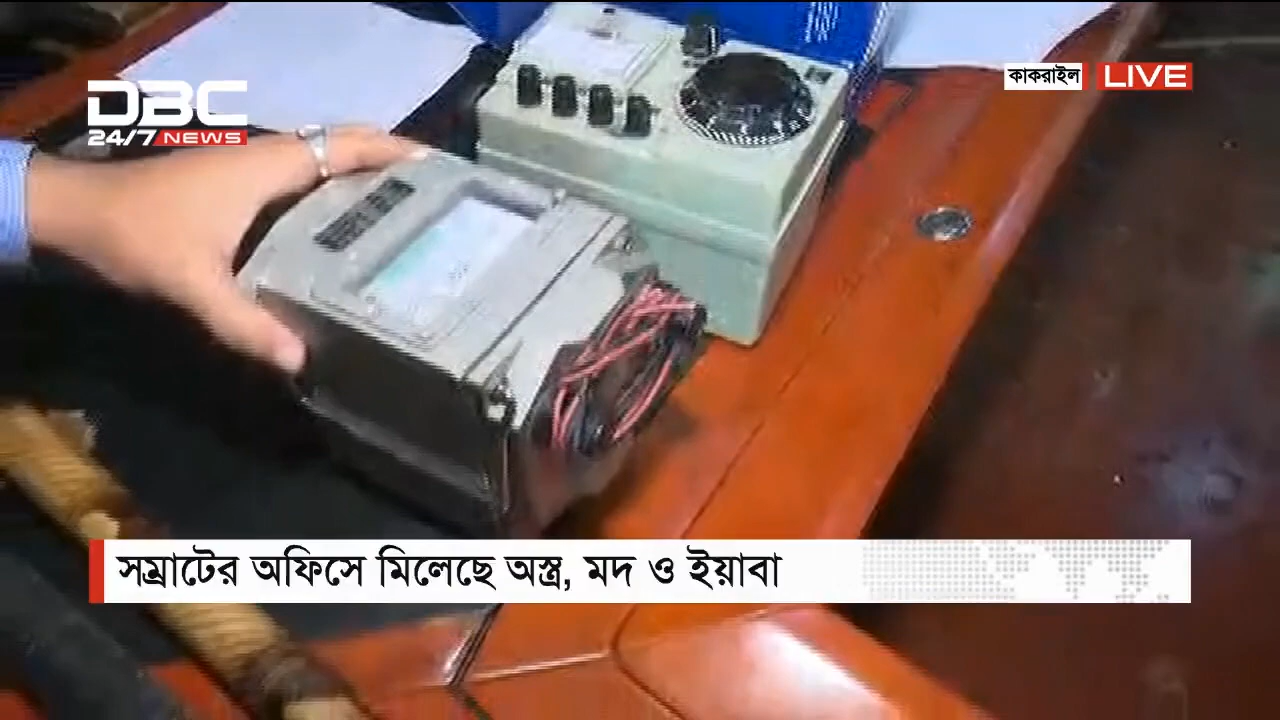 DBC
24/7 NEWS
কাকরাইল LIVE
সম্রাটের অফিসে মিলেছে অস্ত্র, মদ ও ইয়াবা